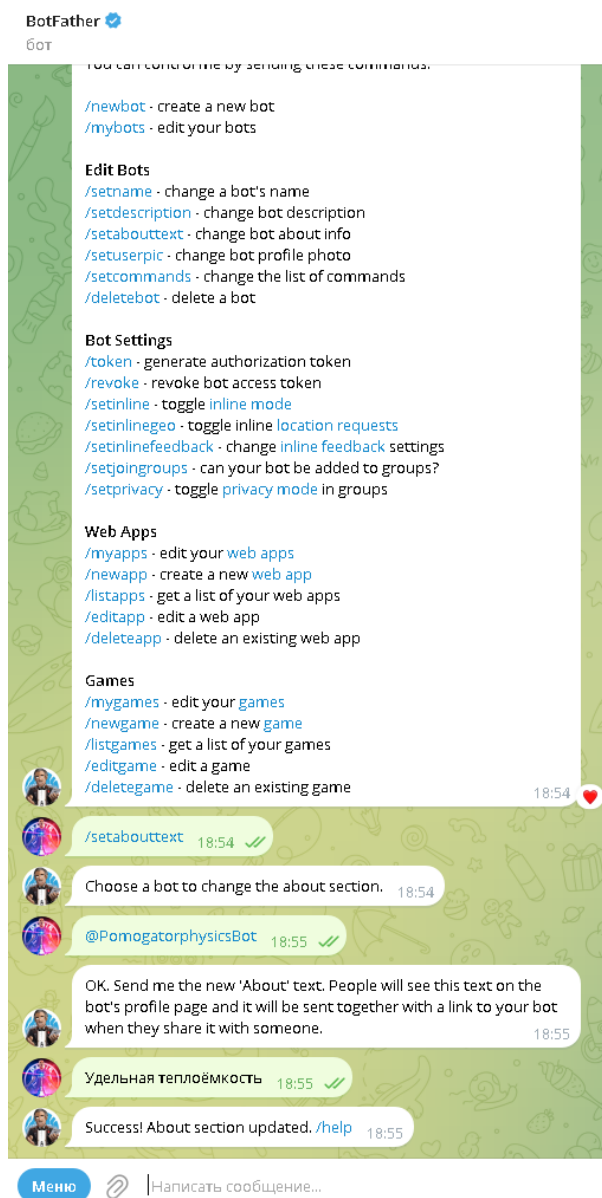 BotFather
бот
You can control me by sending these commands:
/newbot - create a new bot
/mybots - edit your bots
Edit Bots
/setname - change a bot's name
/setdescription - change bot description
/setabouttext - change bot about info
/setuserpic - change bot profile photo
/setcommands - change the list of commands
/deletebot - delete a bot
Bot Settings
/token - generate authorization token
/revoke - revoke bot access token
/setinline - toggle inline mode
/setinlinegeo - toggle inline location requests
/setinlinefeedback - change inline feedback settings
/setjoingroups - can your bot be added to groups?
/setprivacy - toggle privacy mode in groups
Web Apps
/myapps - edit your web apps
/newapp - create a new web app
/listapps - get a list of your web apps
/editapp - edit a web app
/deleteapp - delete an existing web app
Games
/mygames - edit your games
/newgame - create a new game
/listgames - get a list of your games
/editgame - edit a game
/deletegame - delete an existing game 18:54
/setabouttext 18:54
Choose a bot to change the about section. 18:54
@PomogatorphysicsBot 18:55
OK. Send me the new 'About' text. People will see this text on the
bot's profile page and it will be sent together with a link to your bot
when they share it with someone. 18:55
Удельная теплоёмкость 18:55
Success! About section updated. /help 18:55
Меню Написать сообщение...